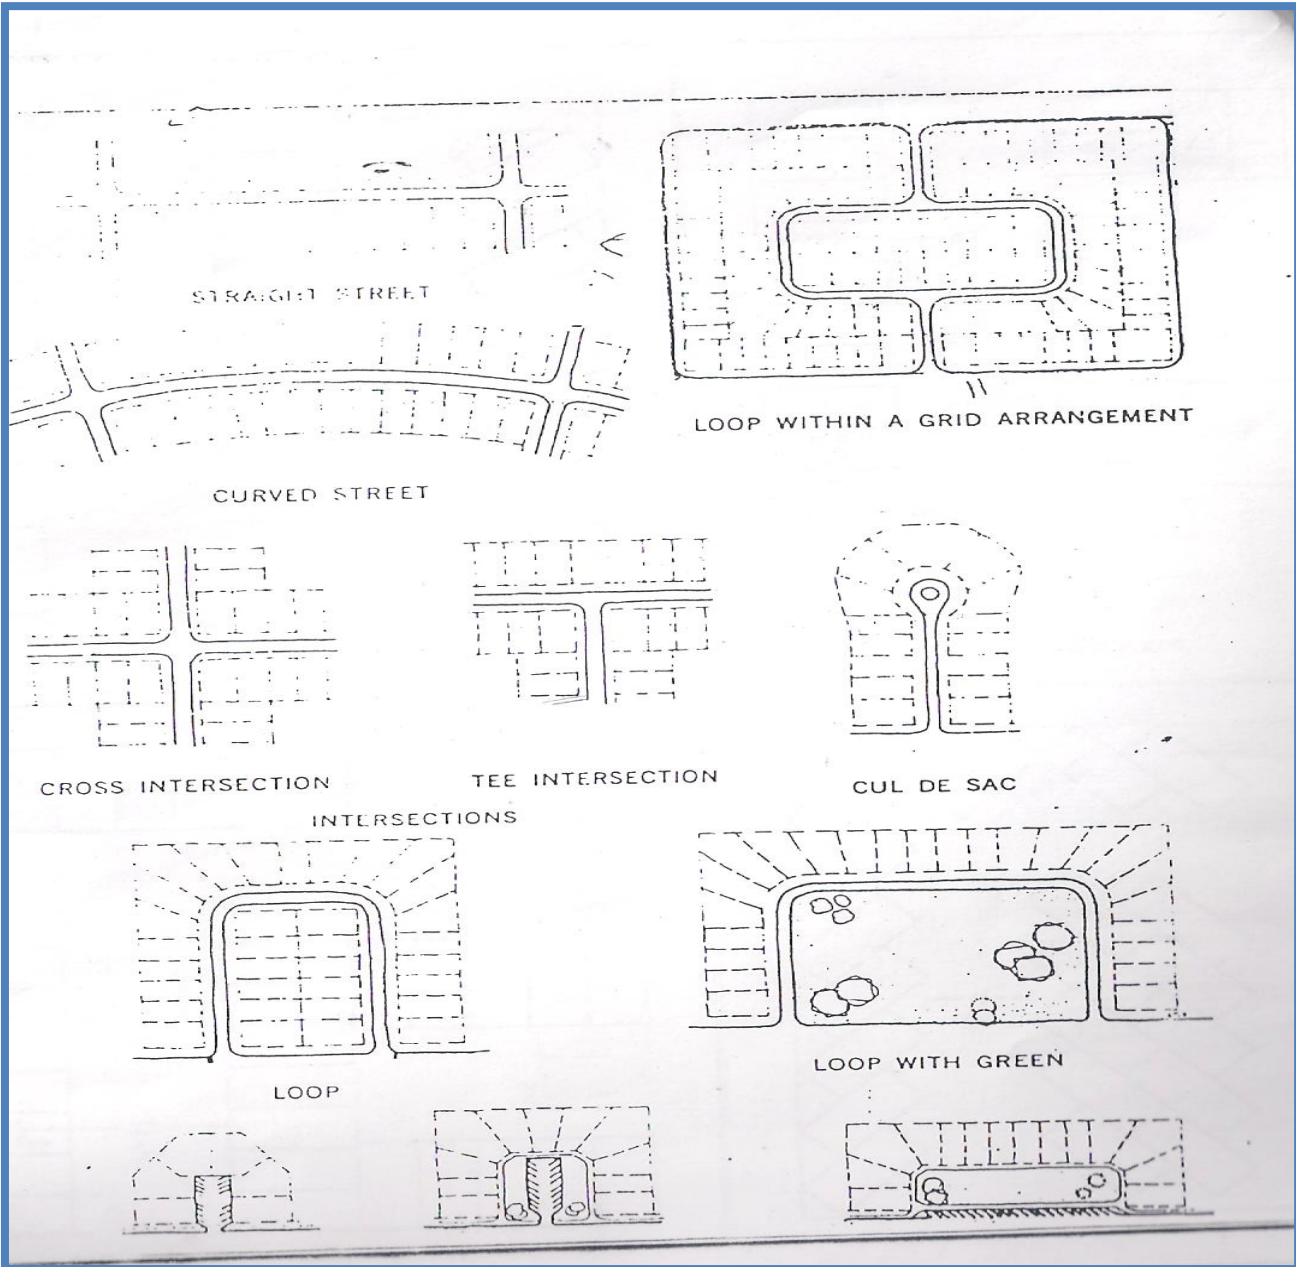 STRAIGHT STREET
LOOP WITHIN A GRID ARRANGEMENT
CURVED STREET
CROSS INTERSECTION
TEE INTERSECTION
CUL DE SAC
INTERSECTIONS
LOOP
LOOP WITH GREEN